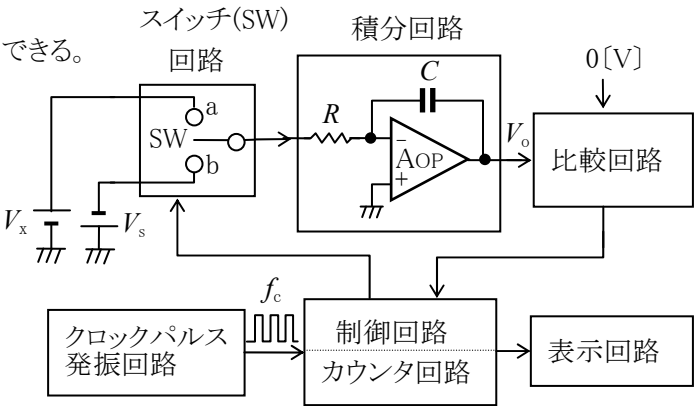 スイッチ(SW)
回路
できる。
積分回路
0〔V〕
a
SW
b
R
C
−
AOP
+
Vo
比較回路
Vx
Vs
fc
クロックパルス
発振回路
制御回路
カウンタ回路
表示回路